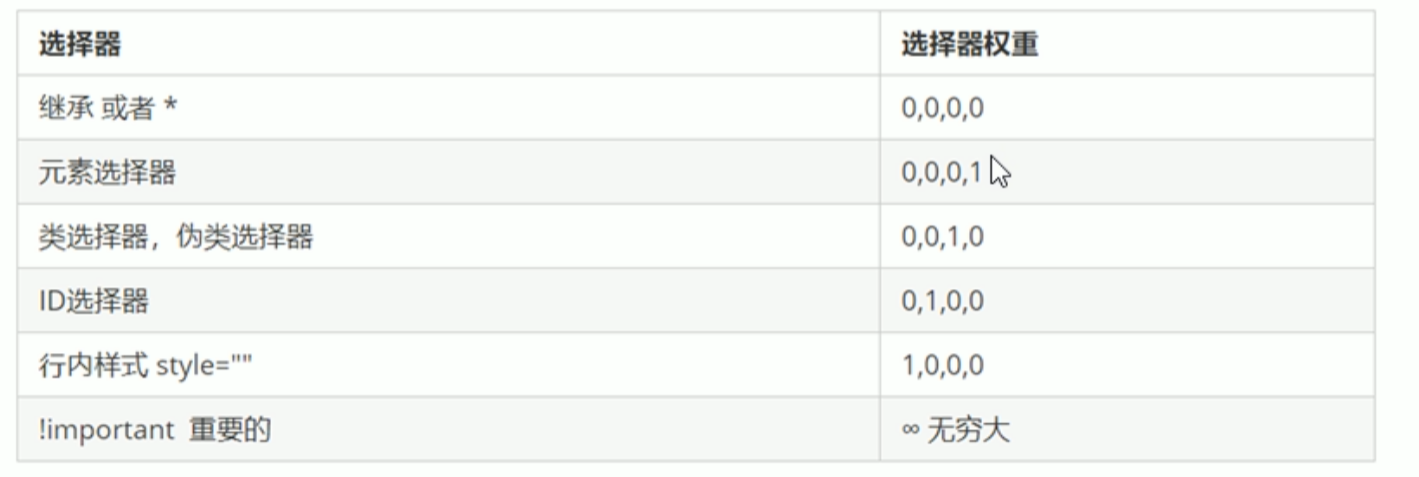 选择器 选择器权重
继承 或者 * 0,0,0,0
元素选择器 0,0,0,1
类选择器，伪类选择器 0,0,1,0
ID选择器 0,1,0,0
行内样式 style="" 1,0,0,0
!important 重要的 ∞ 无穷大